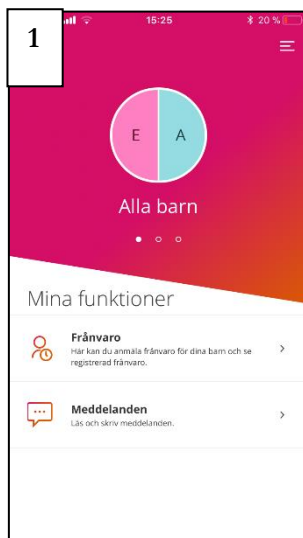 1
15:25
20 %
E A
Alla barn
Mina funktioner
Frånvaro
Här kan du anmäla frånvaro för dina barn och se
registrerad frånvaro.
Meddelanden
Läs och skriv meddelanden.